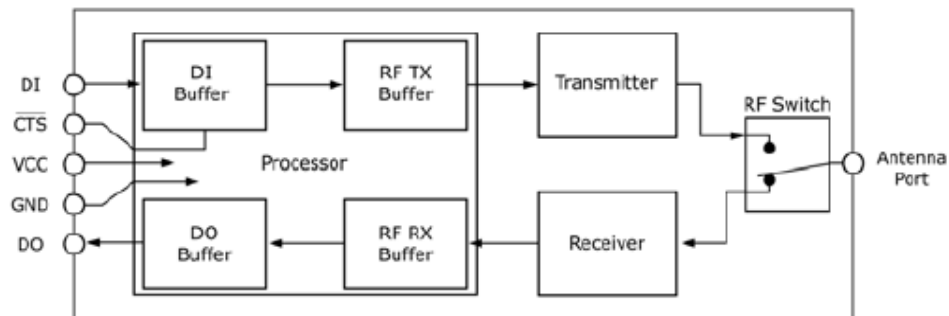 DI
CTS
VCC
GND
DO
DI
Buffer
RF TX
Buffer
Processor
DO
Buffer
RF RX
Buffer
Transmitter
Receiver
RF Switch
Antenna
Port